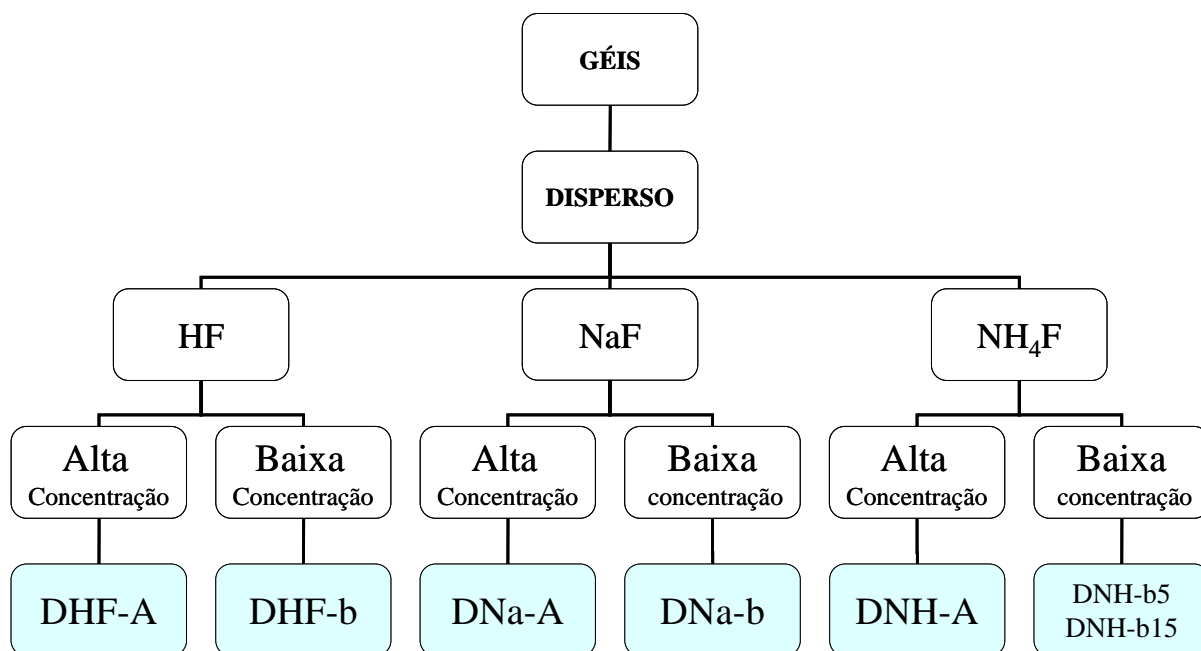 GÉIS
DISPERSO
HF
NaF
NH₄F
Alta
Concentração
Baixa
Concentração
Alta
Concentração
Baixa
concentração
Alta
Concentração
Baixa
concentração
DHF-A
DHF-b
DNa-A
DNa-b
DNH-A
DNH-b5
DNH-b15